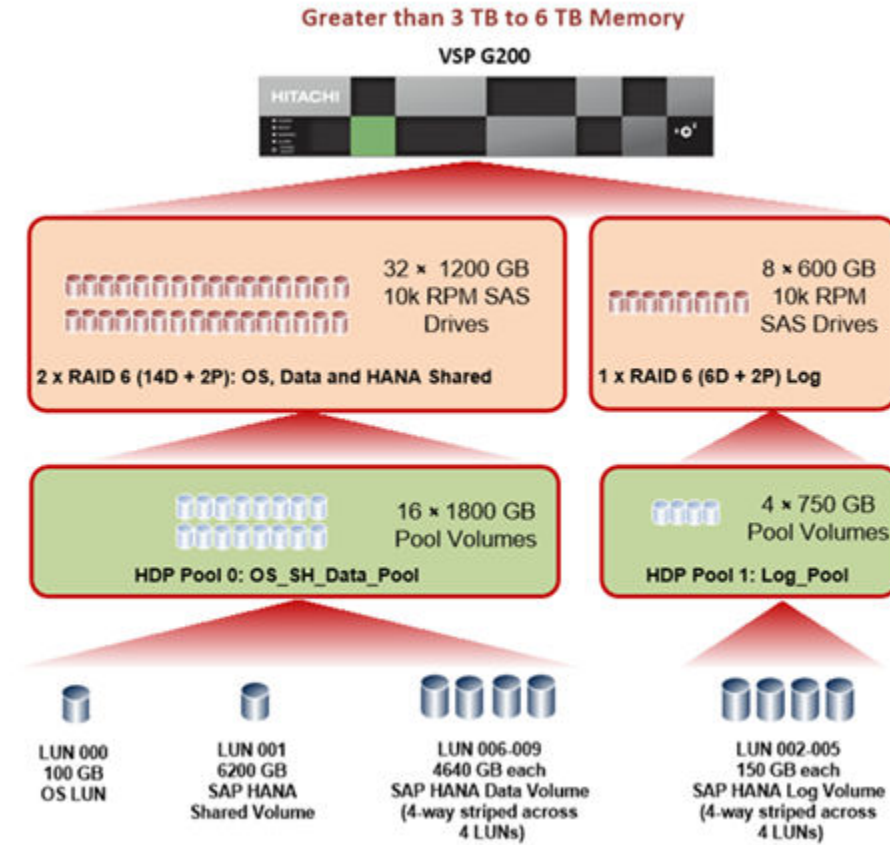 Greater than 3 TB to 6 TB Memory
VSP G200
HITACHI
32 × 1200 GB
10k RPM SAS
Drives
2 x RAID 6 (14D + 2P): OS, Data and HANA Shared
8 × 600 GB
10k RPM
SAS Drives
1 x RAID 6 (6D + 2P) Log
16 × 1800 GB
Pool Volumes
HDP Pool 0: OS_SH_Data_Pool
4 × 750 GB
Pool Volumes
HDP Pool 1: Log_Pool
LUN 000
100 GB
OS LUN
LUN 001
6200 GB
SAP HANA
Shared Volume
LUN 006-009
4640 GB each
SAP HANA Data Volume
(4-way striped across
4 LUNs)
LUN 002-005
150 GB each
SAP HANA Log Volume
(4-way striped across
4 LUNs)